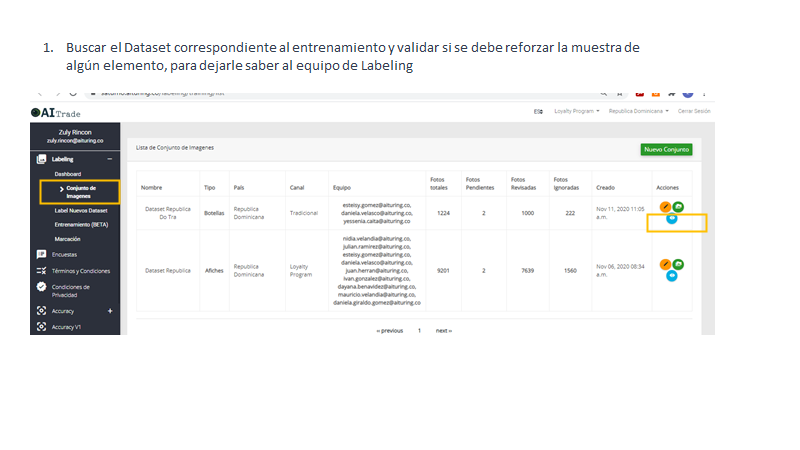 1. Buscar el Dataset correspondiente al entrenamiento y validar si se debe reforzar la muestra de
algún elemento, para dejarle saber al equipo de Labeling
AI Trade
Loyalty Program
Republica Dominicana
Cerrar Sesión
Zuly Rincon
zuly.rincon@aituring.co
Labeling
Dashboard
Conjunto de
Imagenes
Label Nuevos Dataset
Entrenamiento (BETA)
Marcación
Encuestas
Términos y Condiciones
Condiciones de
Privacidad
Accuracy
Accuracy V1
Lista de Conjunto de Imagenes
Nuevo Conjunto
Nombre Tipo País Canal Equipo Fotos totales Fotos Pendientes Fotos Revisadas Fotos Ignoradas Creado Acciones
Dataset Republica
Do Tra
Botellas
Republica
Dominicana
Tradicional
esteisy.gomez@aituring.co,
daniela.velasco@aituring.co,
yessenia.caita@aituring.co
1224
2
1000
222
Nov 11, 2020 11:05
a.m.
Dataset Republica
Afiches
Republica
Dominicana
Loyalty
Program
nidia.velandia@aituring.co,
julian.ramirez@aituring.co,
esteisy.gomez@aituring.co,
daniela.velasco@aituring.co,
juan.herran@aituring.co,
ivan.gonzalez@aituring.co,
dayana.benavidez@aituring.co,
mauricio.velandia@aituring.co,
daniela.giraldo.gomez@aituring.co
9201
2
7639
1560
Nov 06, 2020 08:34
a.m.
‹‹ previous 1 next ››